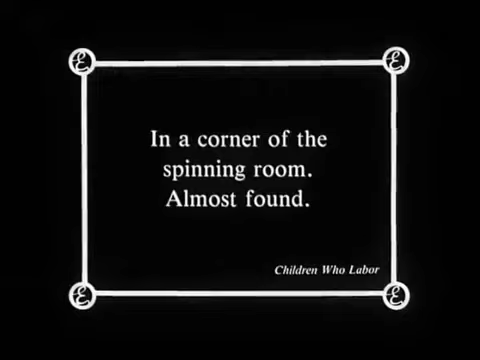 In a corner of the
spinning room.
Almost found.
Children Who Labor